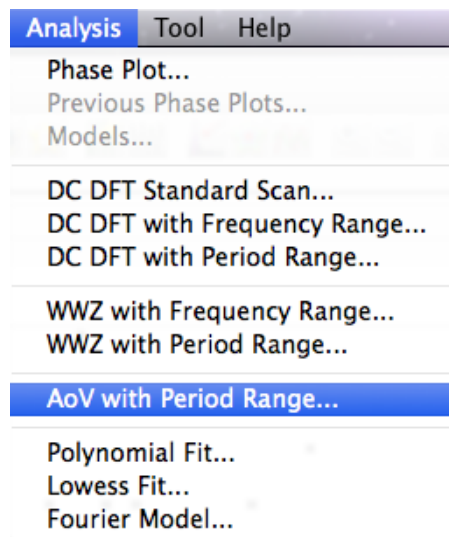 Analysis Tool Help
Phase Plot...
Previous Phase Plots...
Models...
DC DFT Standard Scan...
DC DFT with Frequency Range...
DC DFT with Period Range...
WWZ with Frequency Range...
WWZ with Period Range...
AoV with Period Range...
Polynomial Fit...
Lowess Fit...
Fourier Model...